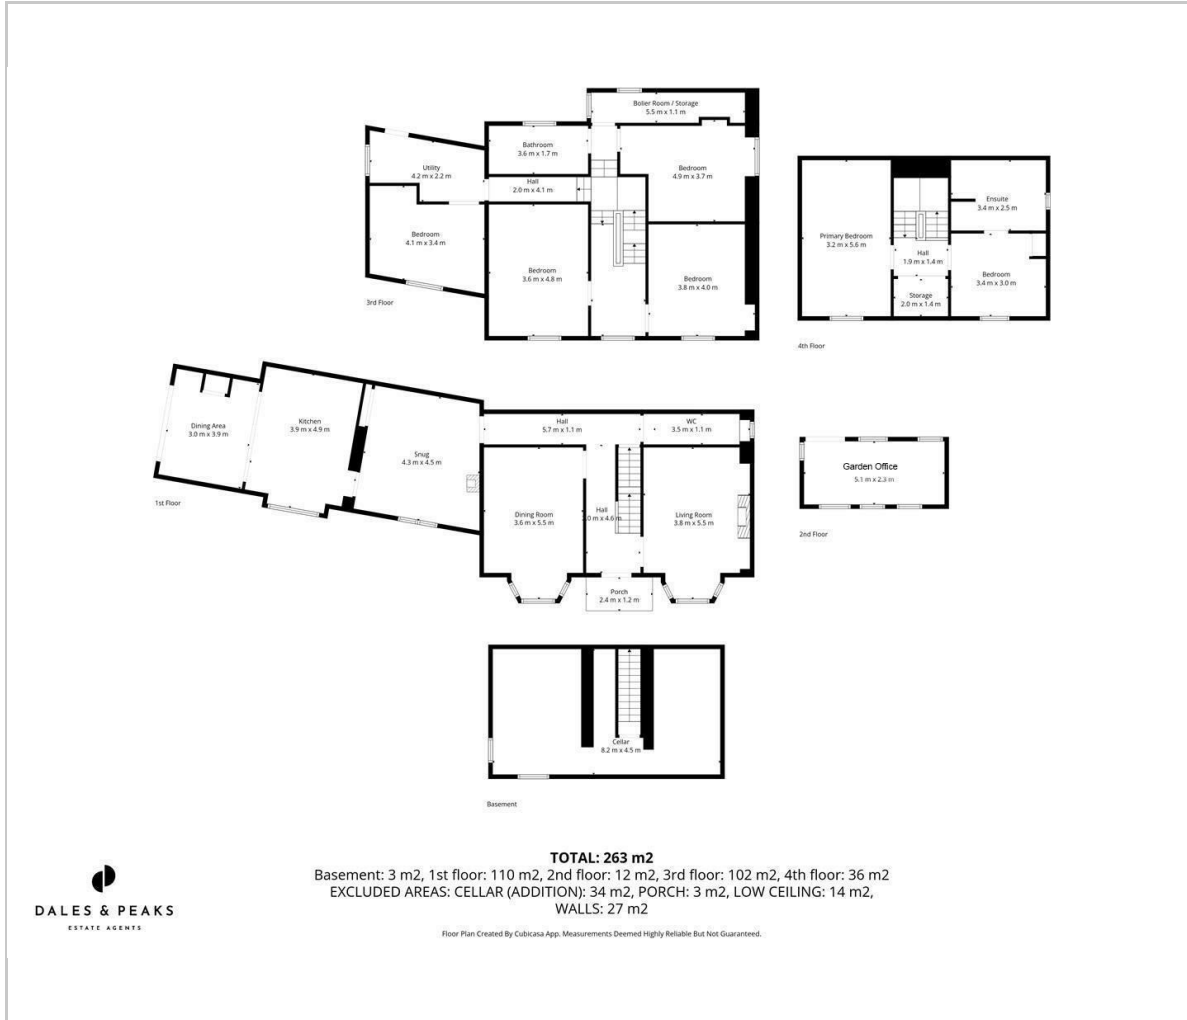 Boiler Room / Storage
5.5 m x 1.1 m
Bathroom
3.6 m x 1.7 m
Utility
4.2 m x 2.2 m
Bedroom
4.9 m x 3.7 m
Hall
2.0 m x 4.1 m
Bedroom
4.1 m x 3.4 m
Bedroom
3.6 m x 4.8 m
Bedroom
3.8 m x 4.0 m
3rd Floor
Ensuite
3.4 m x 2.5 m
Primary Bedroom
3.2 m x 5.6 m
Hall
1.9 m x 1.4 m
Bedroom
3.4 m x 3.0 m
Storage
2.0 m x 1.4 m
4th Floor
Dining Area
3.0 m x 3.9 m
Kitchen
3.9 m x 4.9 m
Snug
4.3 m x 4.5 m
Hall
5.7 m x 1.1 m
WC
3.5 m x 1.1 m
Dining Room
3.6 m x 5.5 m
Hall
.0 m x 4.6 m
Living Room
3.8 m x 5.5 m
Porch
2.4 m x 1.2 m
1st Floor
Garden Office
5.1 m x 2.3 m
2nd Floor
Cellar
8.2 m x 4.5 m
Basement
TOTAL: 263 m2
Basement: 3 m2, 1st floor: 110 m2, 2nd floor: 12 m2, 3rd floor: 102 m2, 4th floor: 36 m2
EXCLUDED AREAS: CELLAR (ADDITION): 34 m2, PORCH: 3 m2, LOW CEILING: 14 m2,
WALLS: 27 m2
Floor Plan Created By Cubicasa App. Measurements Deemed Highly Reliable But Not Guaranteed.
DALES & PEAKS
ESTATE AGENTS